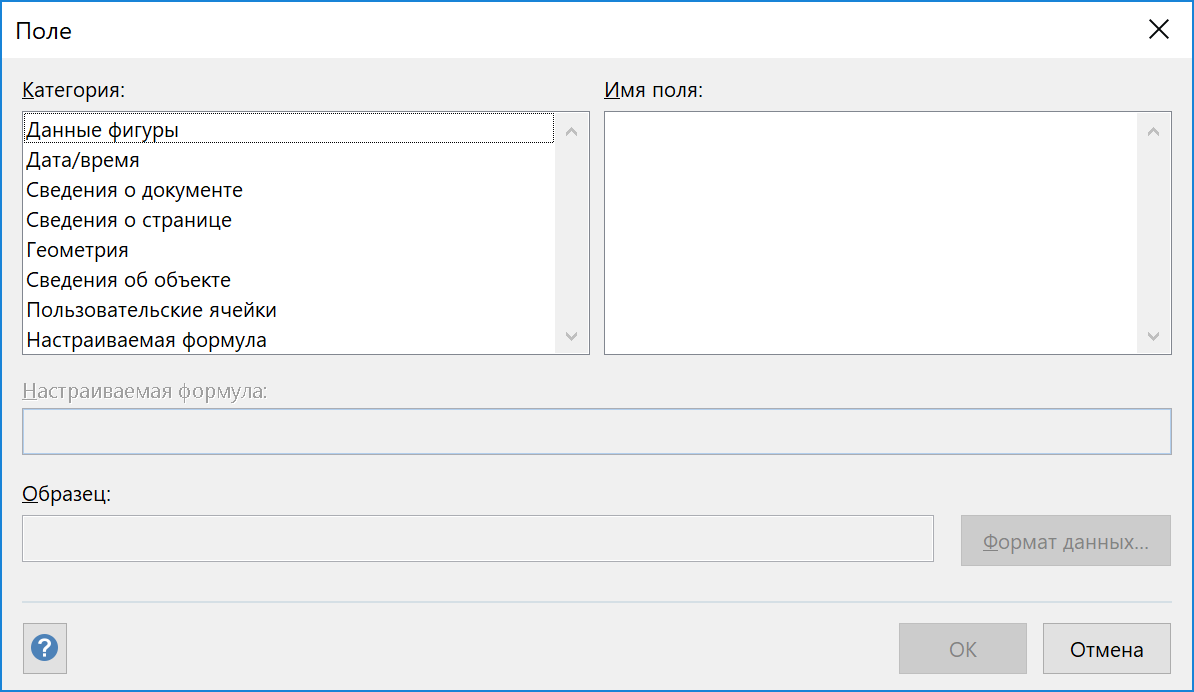 Поле
Категория:
Имя поля:
Данные фигуры
Дата/время
Сведения о документе
Сведения о странице
Геометрия
Сведения об объекте
Пользовательские ячейки
Настраиваемая формула
Настраиваемая формула:
Образец:
Формат данных...
?
ОК
Отмена